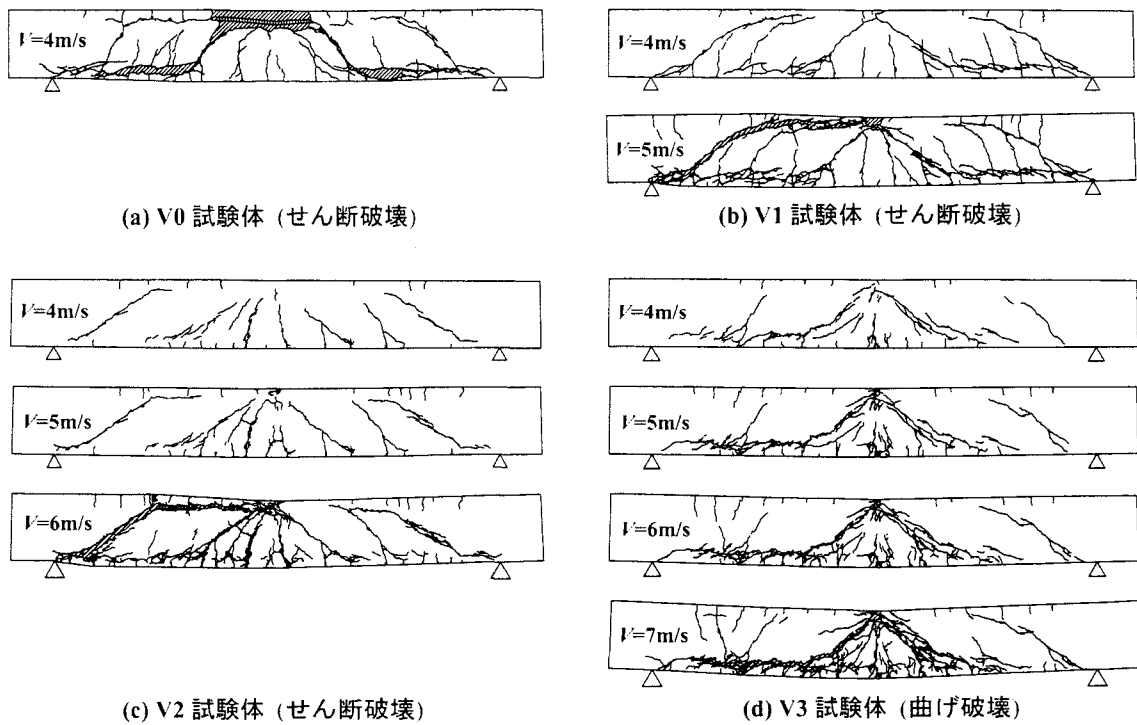 V=4m/s
(a) V0 試験体 (せん断破壊)
V=4m/s
V=5m/s
(b) V1 試験体 (せん断破壊)
V=4m/s
V=5m/s
V=6m/s
(c) V2 試験体 (せん断破壊)
V=4m/s
V=5m/s
V=6m/s
V=7m/s
(d) V3 試験体 (曲げ破壊)